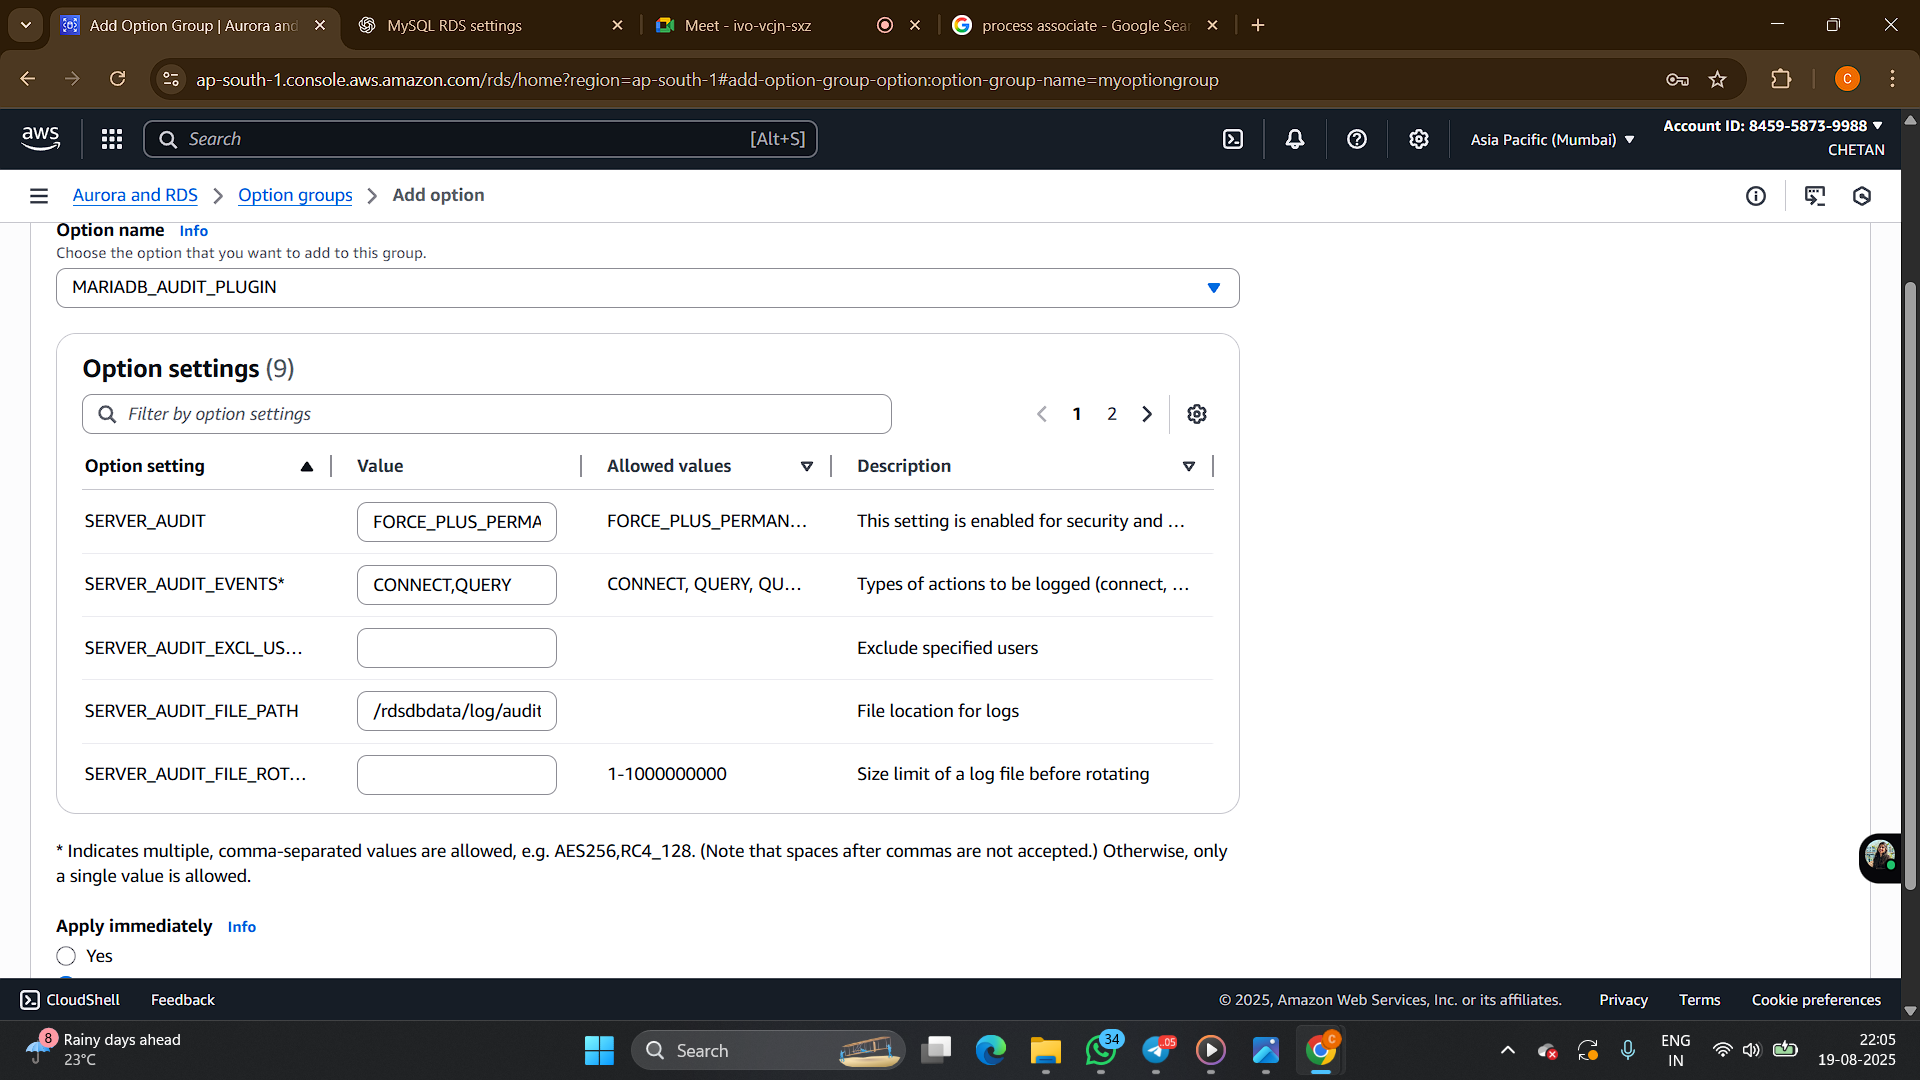 Add Option Group | Aurora and
MySQL RDS settings
Meet - ivo-vcjn-sxz
process associate - Google Sear
ap-south-1.console.aws.amazon.com/rds/home?region=ap-south-1#add-option-group-option:option-group-name=myoptiongroup
C
aws
Search
[Alt+S]
Asia Pacific (Mumbai)
Account ID: 8459-5873-9988
CHETAN
Aurora and RDS > Option groups > Add option
Option name Info
Choose the option that you want to add to this group.
MARIADB_AUDIT_PLUGIN
Option settings (9)
Filter by option settings
1 2
Option setting Value Allowed values Description
SERVER_AUDIT FORCE_PLUS_PERMA FORCE_PLUS_PERMAN... This setting is enabled for security and ...
SERVER_AUDIT_EVENTS* CONNECT,QUERY CONNECT, QUERY, QU... Types of actions to be logged (connect, ...
SERVER_AUDIT_EXCL_US... Exclude specified users
SERVER_AUDIT_FILE_PATH /rdsdbdata/log/audit File location for logs
SERVER_AUDIT_FILE_ROT... 1-1000000000 Size limit of a log file before rotating
* Indicates multiple, comma-separated values are allowed, e.g. AES256,RC4_128. (Note that spaces after commas are not accepted.) Otherwise, only
a single value is allowed.
Apply immediately Info
Yes
CloudShell Feedback © 2025, Amazon Web Services, Inc. or its affiliates. Privacy Terms Cookie preferences
8
Rainy days ahead
23°C
Search
34
.05
C
ENG
IN
22:05
19-08-2025